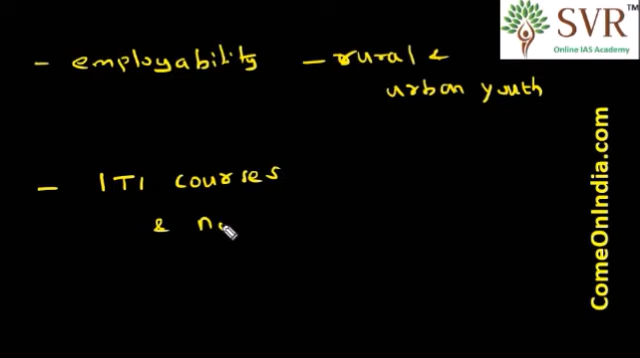 SVR™
Online IAS Academy
- employability - rural &
urban youth
- ITI courses
&
ComeOnIndia.com